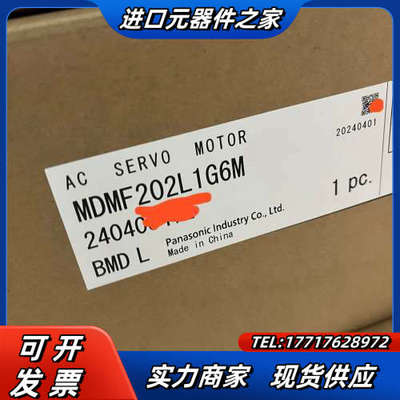 进口元器件之家
20240401
AC SERVO MOTOR
MDMF202L1G6M
1 pc.
Panasonic Industry Co., Ltd.
Made in China
BMD L
可开
发票
TEL:17717628972
实力商家 现货供应